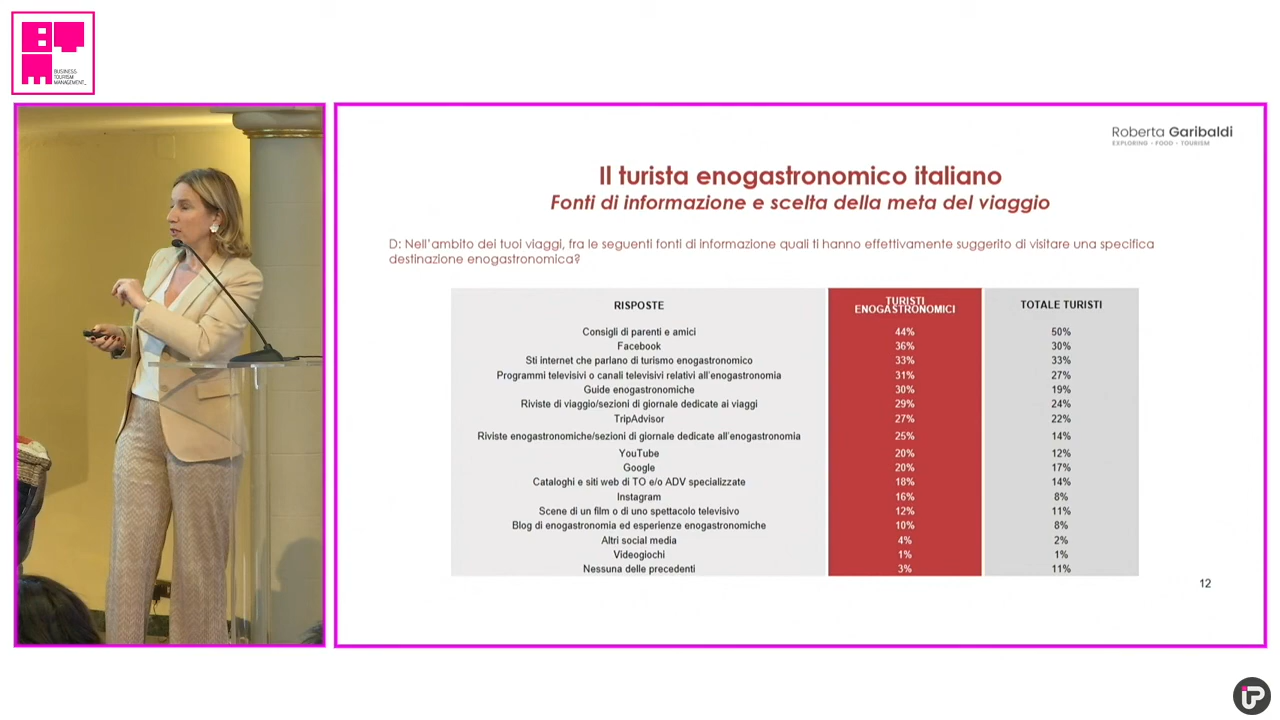 BUSINESS
TOURISM
MANAGEMENT_
Roberta Garibaldi
EXPLORING - FOOD - TOURISM
Il turista enogastronomico italiano
Fonti di informazione e scelta della meta del viaggio
D: Nell'ambito dei tuoi viaggi, fra le seguenti fonti di informazione quali ti hanno effettivamente suggerito di visitare una specifica
destinazione enogastronomica?
RISPOSTE TURISTI ENOGASTRONOMICI TOTALE TURISTI
Consigli di parenti e amici 44% 50%
Facebook 36% 30%
Sti internet che parlano di turismo enogastronomico 33% 33%
Programmi televisivi o canali televisivi relativi all'enogastronomia 31% 27%
Guide enogastronomiche 30% 19%
Riviste di viaggio/sezioni di giornale dedicate ai viaggi 29% 24%
TripAdvisor 27% 22%
Riviste enogastronomiche/sezioni di giornale dedicate all'enogastronomia 25% 14%
YouTube 20% 12%
Google 20% 17%
Cataloghi e siti web di TO e/o ADV specializzate 18% 14%
Instagram 16% 8%
Scene di un film o di uno spettacolo televisivo 12% 11%
Blog di enogastronomia ed esperienze enogastronomiche 10% 8%
Altri social media 4% 2%
Videogiochi 1% 1%
Nessuna delle precedenti 3% 11%
12